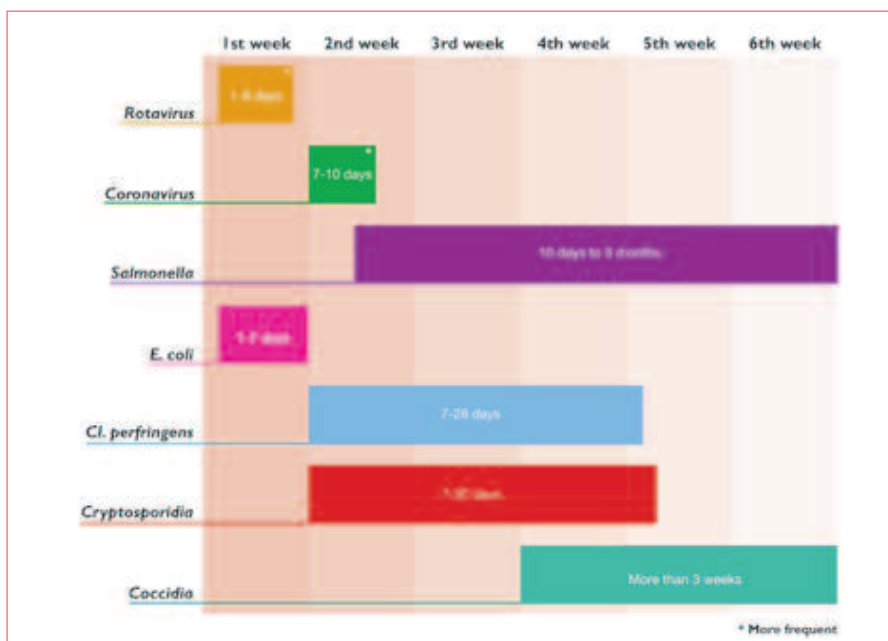 1st week 2nd week 3rd week 4th week 5th week 6th week
Rotavirus
days
7-10 days *
Coronavirus
10 days to 3 months
Salmonella
days
E. coli
7-28 days
Cl. perfringens
days
Cryptosporidia
More than 3 weeks
Coccidia
* More frequent